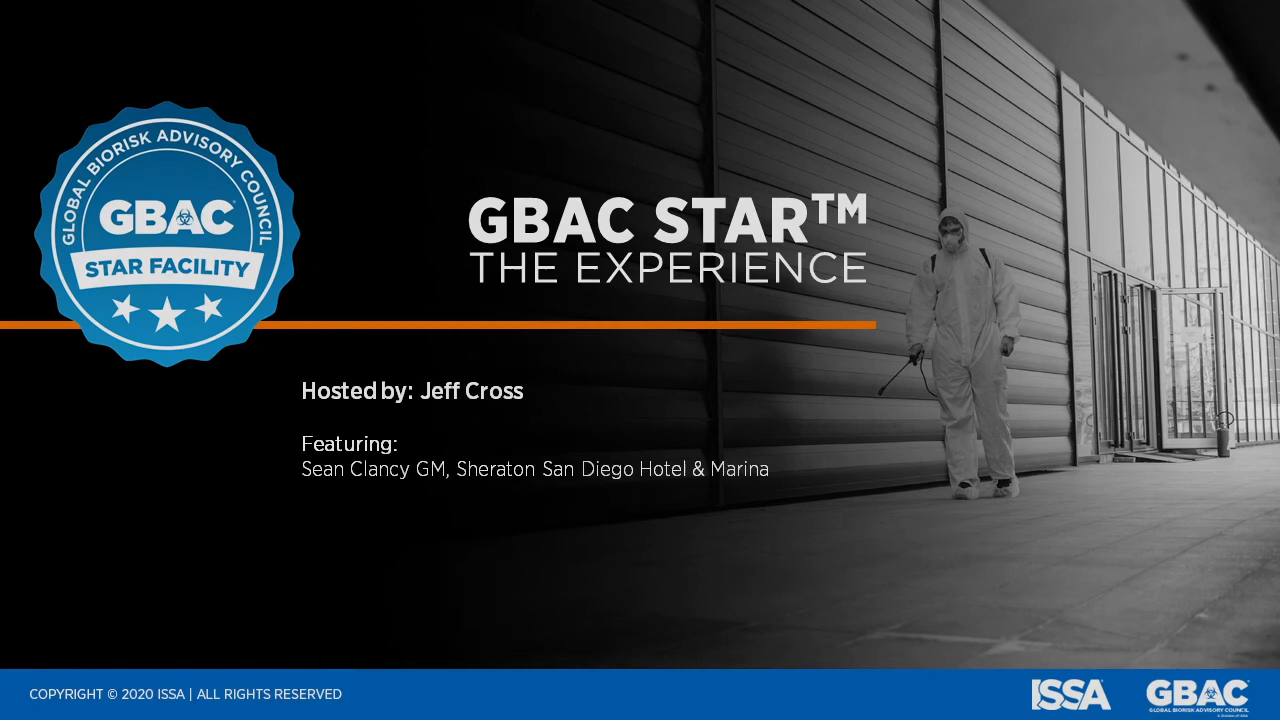 GLOBAL BIORISK ADVISORY COUNCIL
GBAC
STAR FACILITY
GBAC STAR™
THE EXPERIENCE
Hosted by: Jeff Cross
Featuring:
Sean Clancy GM, Sheraton San Diego Hotel & Marina
COPYRIGHT © 2020 ISSA | ALL RIGHTS RESERVED
ISSA
GBAC
GLOBAL BIORISK ADVISORY COUNCIL